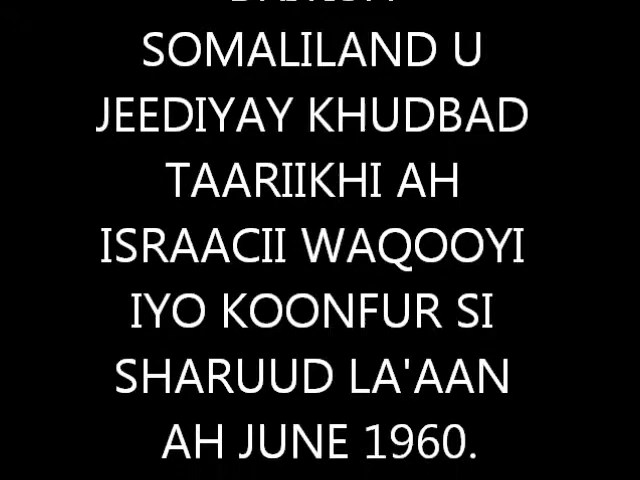 SOMALILAND U
JEEDIYAY KHUDBAD
TAARIIKHI AH
ISRAACII WAQOOYI
IYO KOONFUR SI
SHARUUD LA'AAN
AH JUNE 1960.